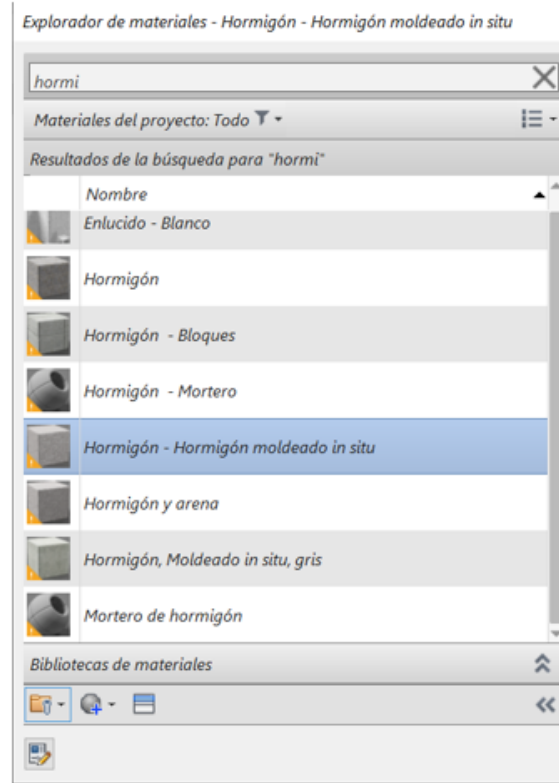 Explorador de materiales - Hormigón - Hormigón moldeado in situ
hormi
Materiales del proyecto: Todo
Resultados de la búsqueda para "hormi"
Nombre
Enlucido - Blanco
Hormigón
Hormigón - Bloques
Hormigón - Mortero
Hormigón - Hormigón moldeado in situ
Hormigón y arena
Hormigón, Moldeado in situ, gris
Mortero de hormigón
Bibliotecas de materiales